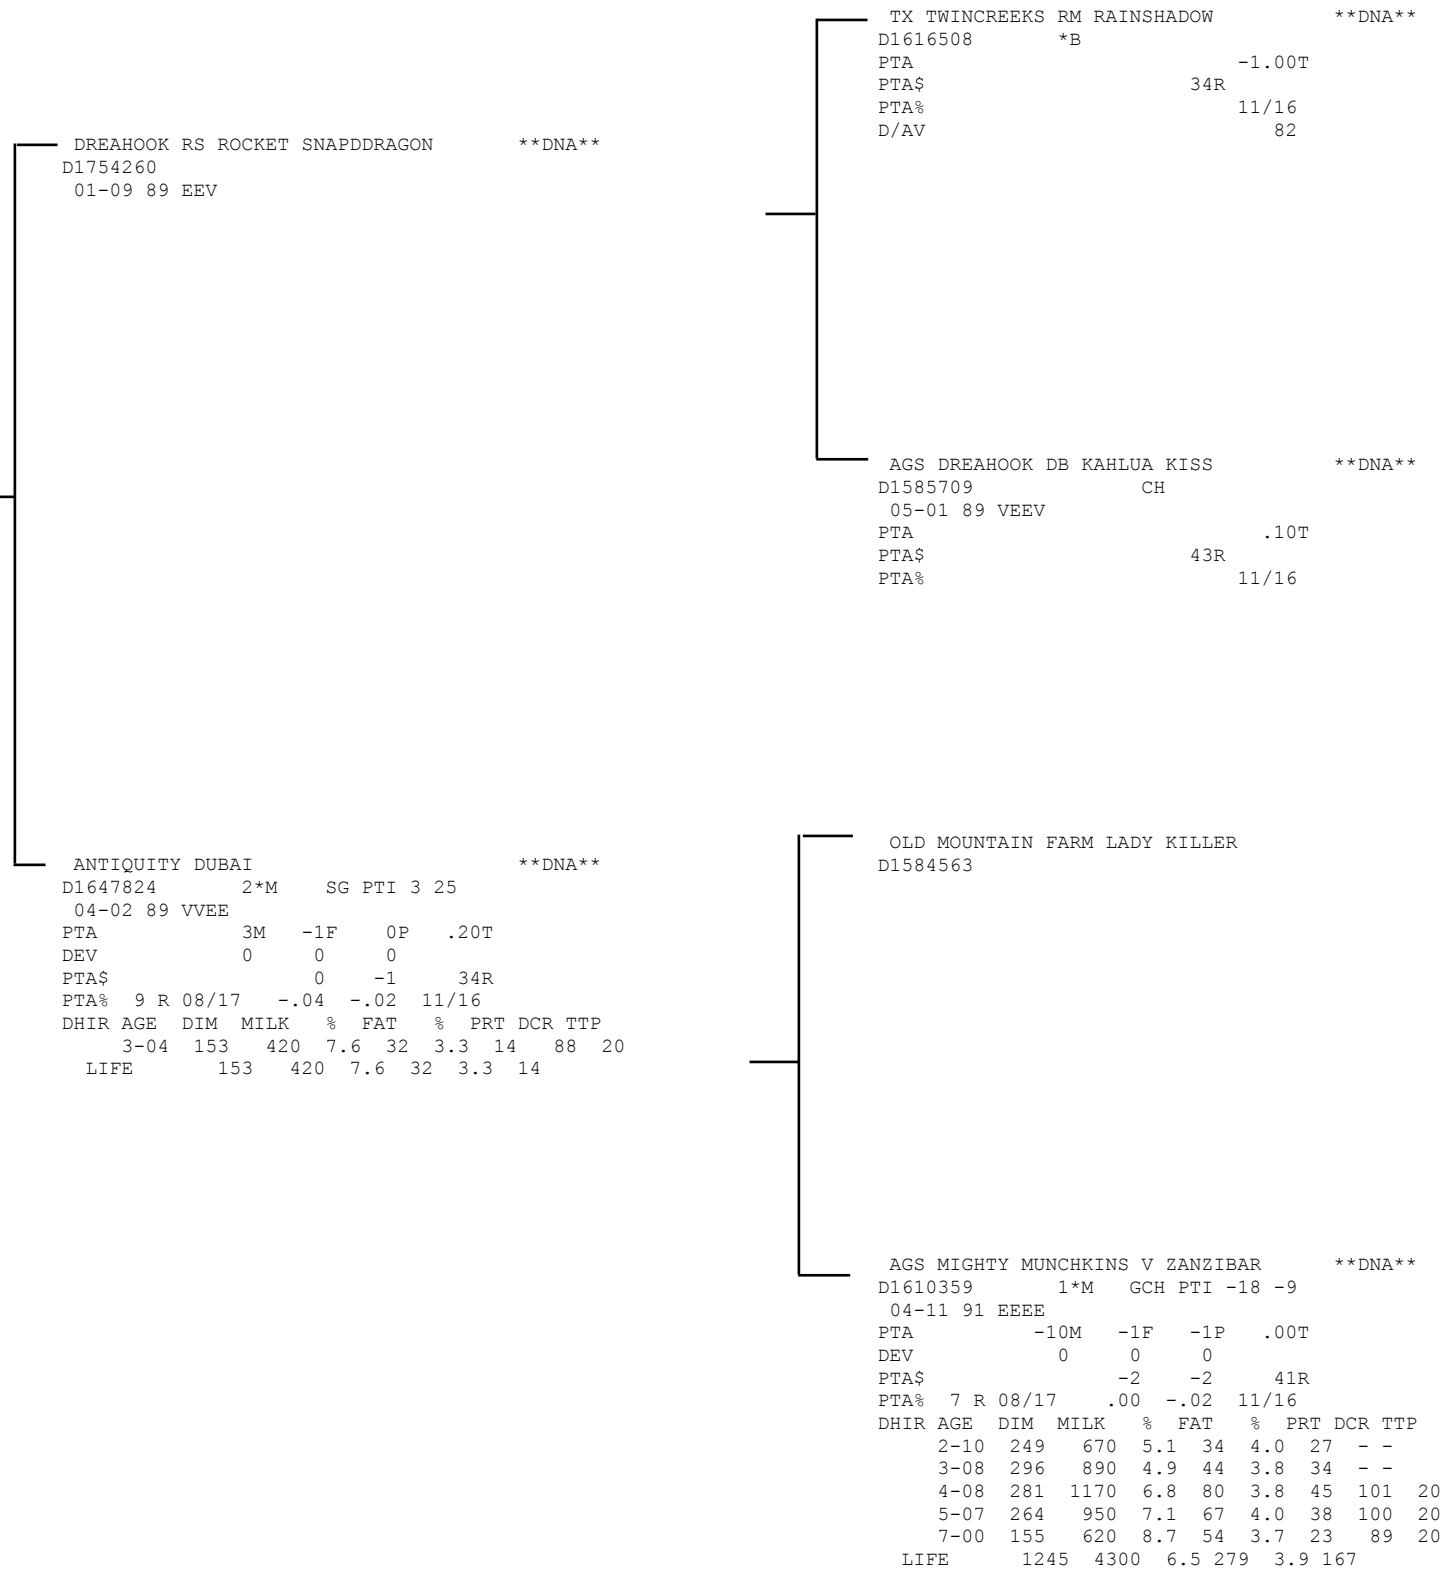 TX TWINCREEKS RM RAINSHADOW **DNA**
D1616508 *B
PTA -1.00T
PTA$ 34R
PTA% 11/16
D/AV 82
DREAHOOK RS ROCKET SNAPDDRAGON **DNA**
D1754260
01-09 89 EEV
AGS DREAHOOK DB KAHLUA KISS **DNA**
D1585709 CH
05-01 89 VEEV
PTA .10T
PTA$ 43R
PTA% 11/16
ANTIQUITY DUBAI **DNA**
D1647824 2*M SG PTI 3 25
04-02 89 VVEE
PTA 3M -1F 0P .20T
DEV 0 0 0
PTA$ 0 -1 34R
PTA% 9 R 08/17 -.04 -.02 11/16
DHIR AGE DIM MILK % FAT % PRT DCR TTP
3-04 153 420 7.6 32 3.3 14 88 20
LIFE 153 420 7.6 32 3.3 14
OLD MOUNTAIN FARM LADY KILLER
D1584563
AGS MIGHTY MUNCHKINS V ZANZIBAR **DNA**
D1610359 1*M GCH PTI -18 -9
04-11 91 EEEE
PTA -10M -1F -1P .00T
DEV 0 0 0
PTA$ -2 -2 41R
PTA% 7 R 08/17 .00 -.02 11/16
DHIR AGE DIM MILK % FAT % PRT DCR TTP
2-10 249 670 5.1 34 4.0 27 - -
3-08 296 890 4.9 44 3.8 34 - -
4-08 281 1170 6.8 80 3.8 45 101 20
5-07 264 950 7.1 67 4.0 38 100 20
7-00 155 620 8.7 54 3.7 23 89 20
LIFE 1245 4300 6.5 279 3.9 167